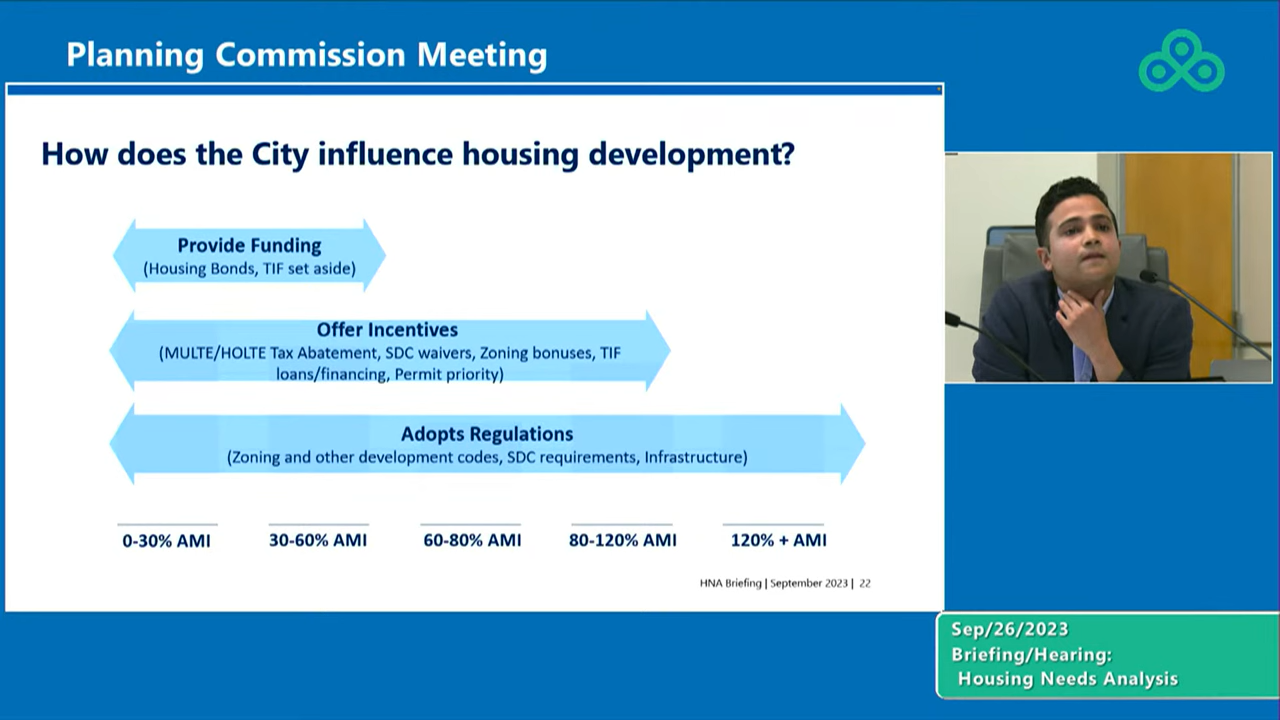 Planning Commission Meeting
How does the City influence housing development?
Provide Funding
(Housing Bonds, TIF set aside)
Offer Incentives
(MULTE/HOLTE Tax Abatement, SDC waivers, Zoning bonuses, TIF
loans/financing, Permit priority)
Adopts Regulations
(Zoning and other development codes, SDC requirements, Infrastructure)
0-30% AMI
30-60% AMI
60-80% AMI
80-120% AMI
120% + AMI
HNA Briefing | September 2023 | 22
Sep/26/2023
Briefing/Hearing:
Housing Needs Analysis